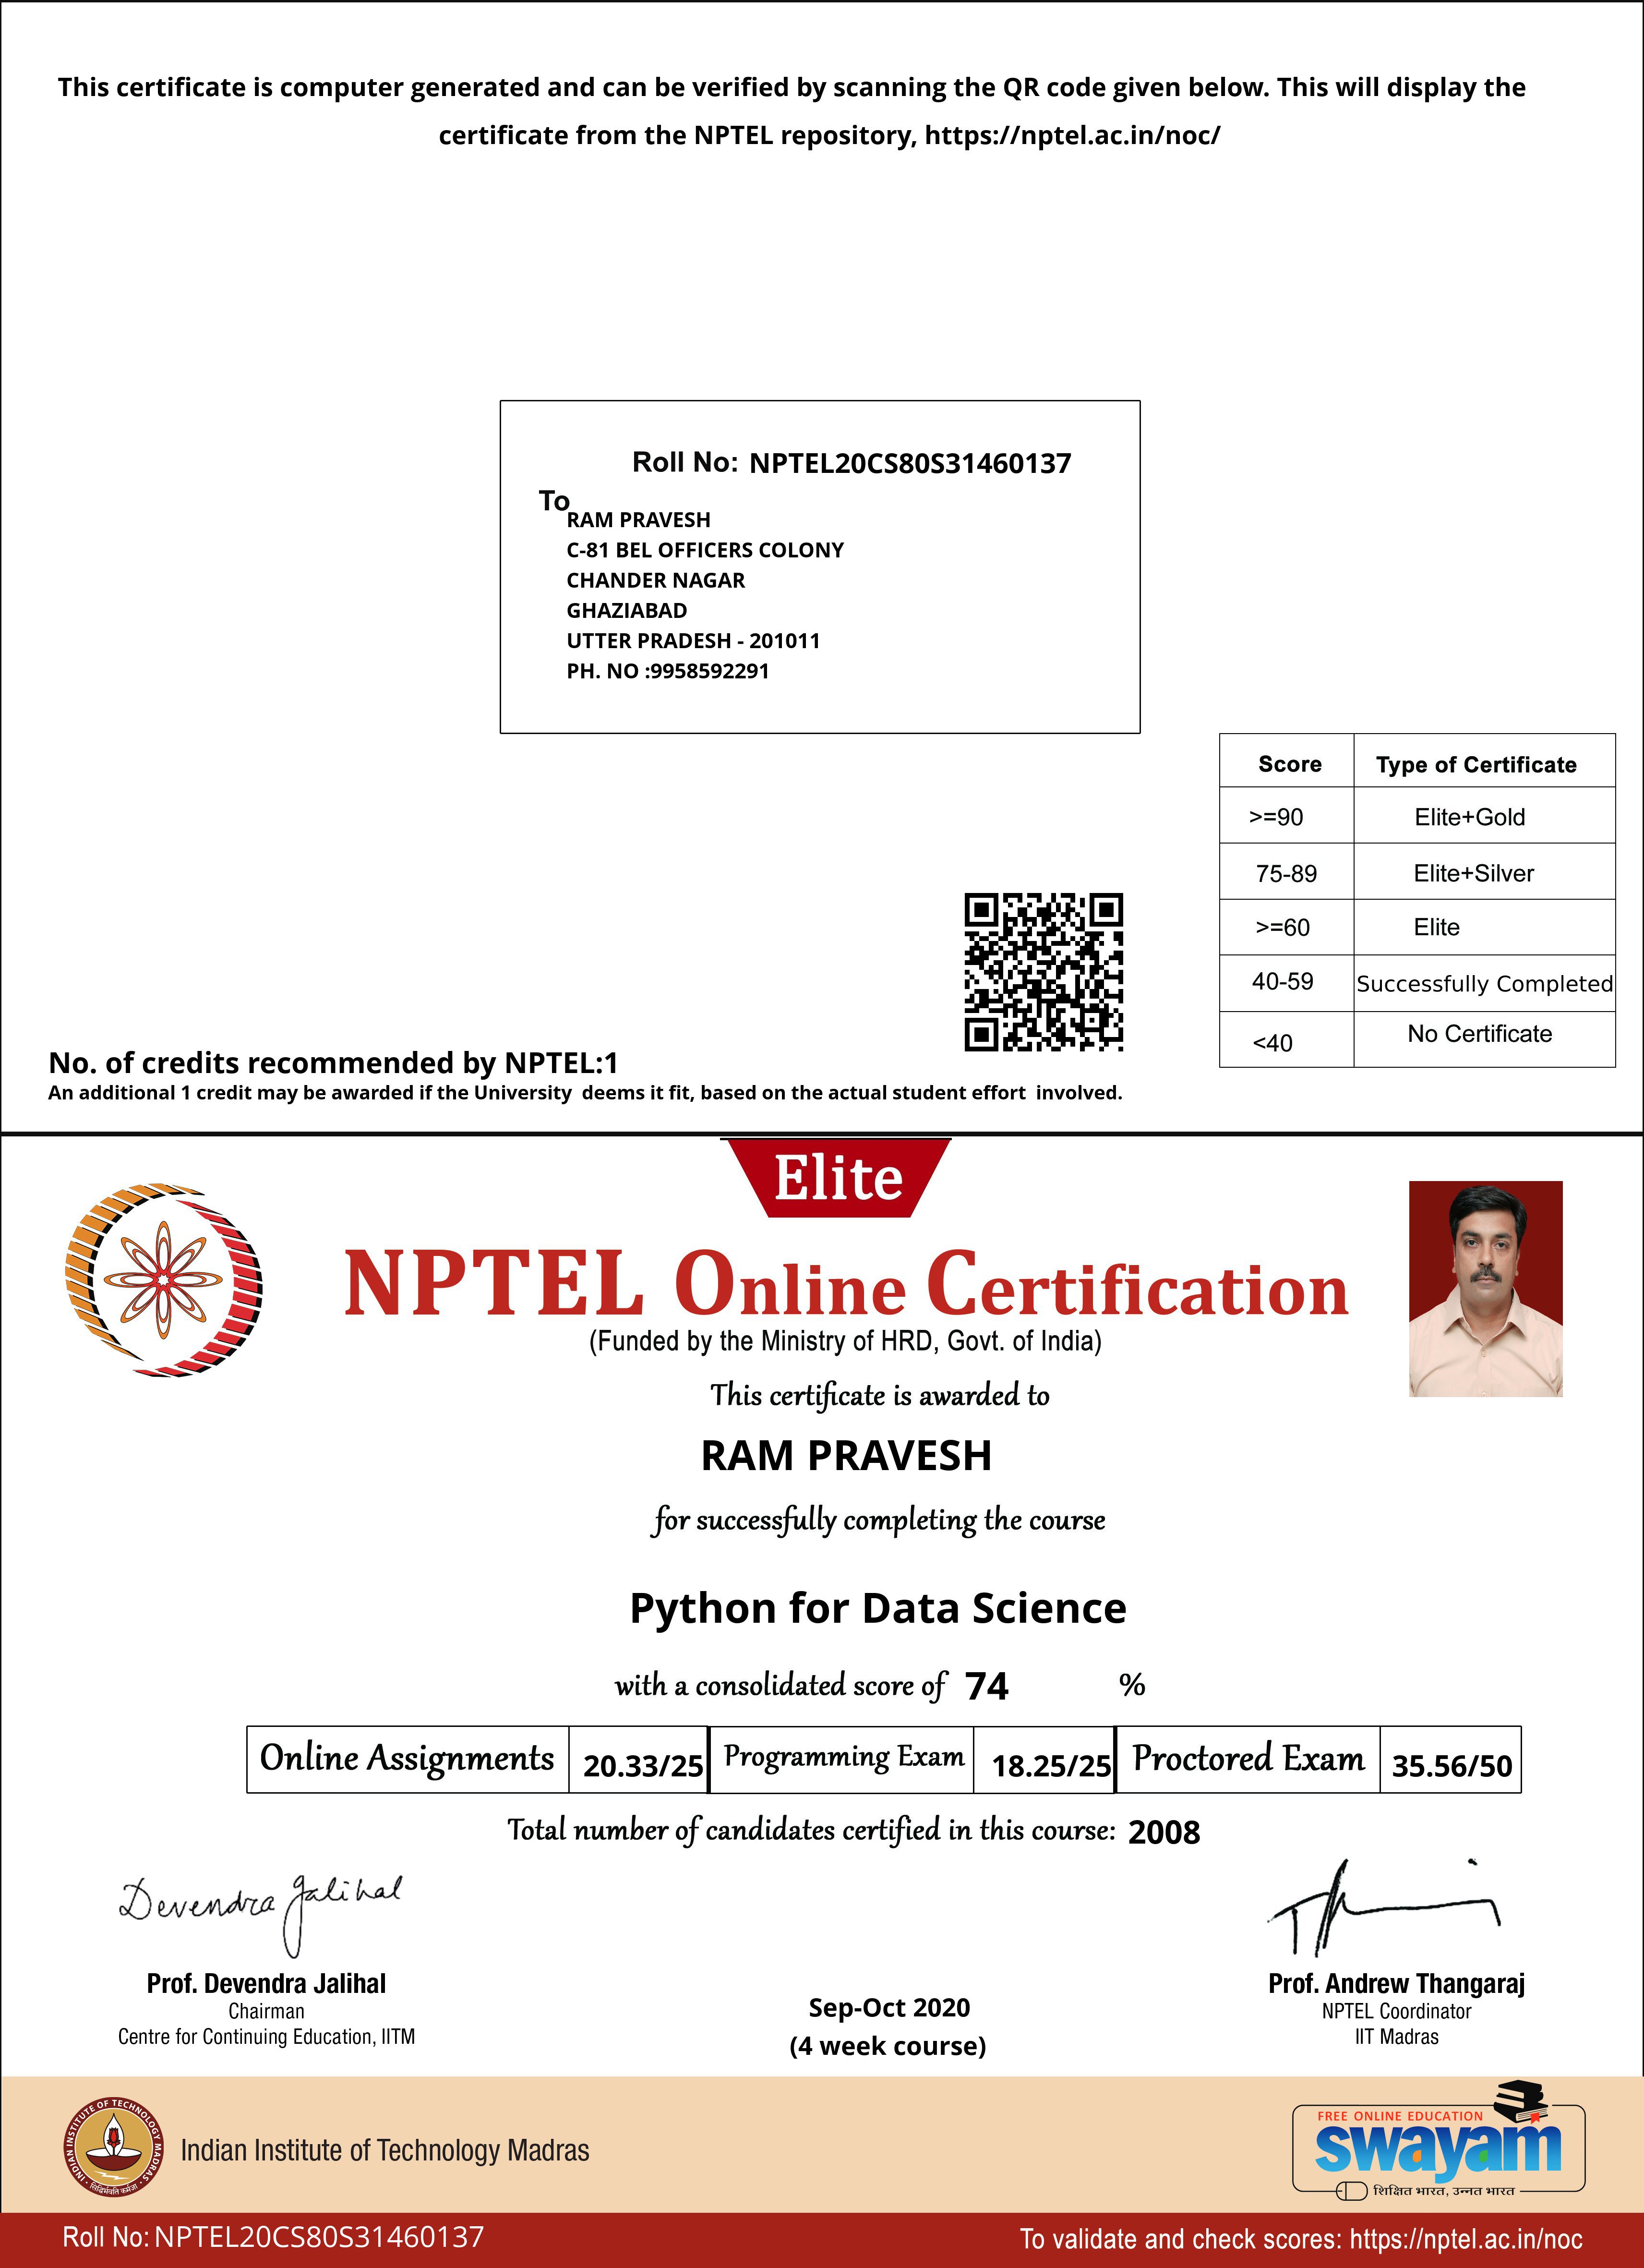 This certificate is computer generated and can be verified by scanning the QR code given below. This will display the
certificate from the NPTEL repository, https://nptel.ac.in/noc/
Roll No: NPTEL20CS80S31460137
To
RAM PRAVESH
C-81 BEL OFFICERS COLONY
CHANDER NAGAR
GHAZIABAD
UTTER PRADESH - 201011
PH. NO :9958592291
Score Type of Certificate
>=90 Elite+Gold
75-89 Elite+Silver
>=60 Elite
40-59 Successfully Completed
<40 No Certificate
No. of credits recommended by NPTEL:1
An additional 1 credit may be awarded if the University deems it fit, based on the actual student effort involved.
Elite
NPTEL Online Certification
(Funded by the Ministry of HRD, Govt. of India)
This certificate is awarded to
RAM PRAVESH
for successfully completing the course
Python for Data Science
with a consolidated score of 74 %
Online Assignments 20.33/25 Programming Exam 18.25/25 Proctored Exam 35.56/50
Total number of candidates certified in this course: 2008
Devendra Jalihal
Prof. Devendra Jalihal
Chairman
Centre for Continuing Education, IITM
Sep-Oct 2020
(4 week course)
Prof. Andrew Thangaraj
NPTEL Coordinator
IIT Madras
INDIAN INSTITUTE OF TECHNOLOGY MADRAS
सिद्धिर्भवति कर्मजा
Indian Institute of Technology Madras
FREE ONLINE EDUCATION
swayam
शिक्षित भारत, उन्नत भारत
Roll No: NPTEL20CS80S31460137
To validate and check scores: https://nptel.ac.in/noc